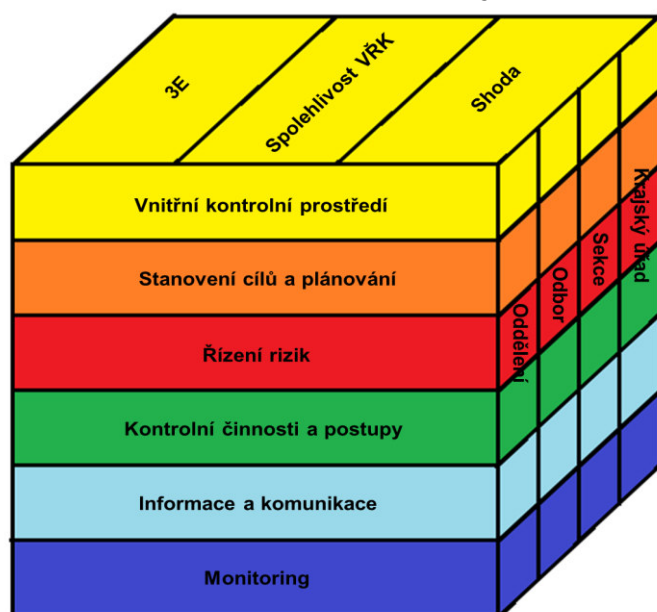 3E
Spolehlivost VŘK
Shoda
Vnitřní kontrolní prostředí
Stanovení cílů a plánování
Řízení rizik
Kontrolní činnosti a postupy
Informace a komunikace
Monitoring
Oddělení
Odbor
Sekce
Krajský úřad